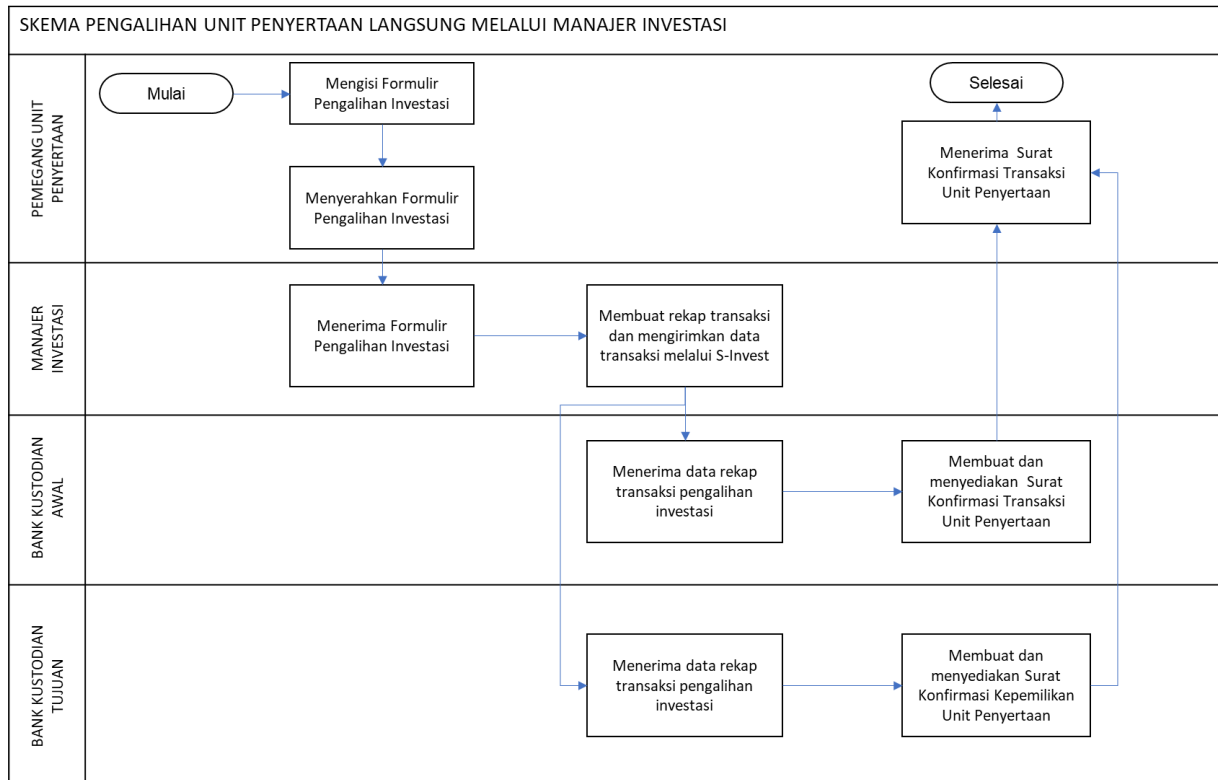 SKEMA PENGALIHAN UNIT PENYERTAAN LANGSUNG MELALUI MANAJER INVESTASI
PEMEGANG UNIT
PENYERTAAN
Mulai
Mengisi Formulir
Pengalihan Investasi
Menyerahkan Formulir
Pengalihan Investasi
Selesai
Menerima Surat
Konfirmasi Transaksi
Unit Penyertaan
MANAJER
INVESTASI
Menerima Formulir
Pengalihan Investasi
Membuat rekap transaksi
dan mengirimkan data
transaksi melalui S-Invest
BANK KUSTODIAN
AWAL
Menerima data rekap
transaksi pengalihan
investasi
Membuat dan
menyediakan Surat
Konfirmasi Transaksi
Unit Penyertaan
BANK KUSTODIAN
TUJUAN
Menerima data rekap
transaksi pengalihan
investasi
Membuat dan
menyediakan Surat
Konfirmasi Kepemilikan
Unit Penyertaan